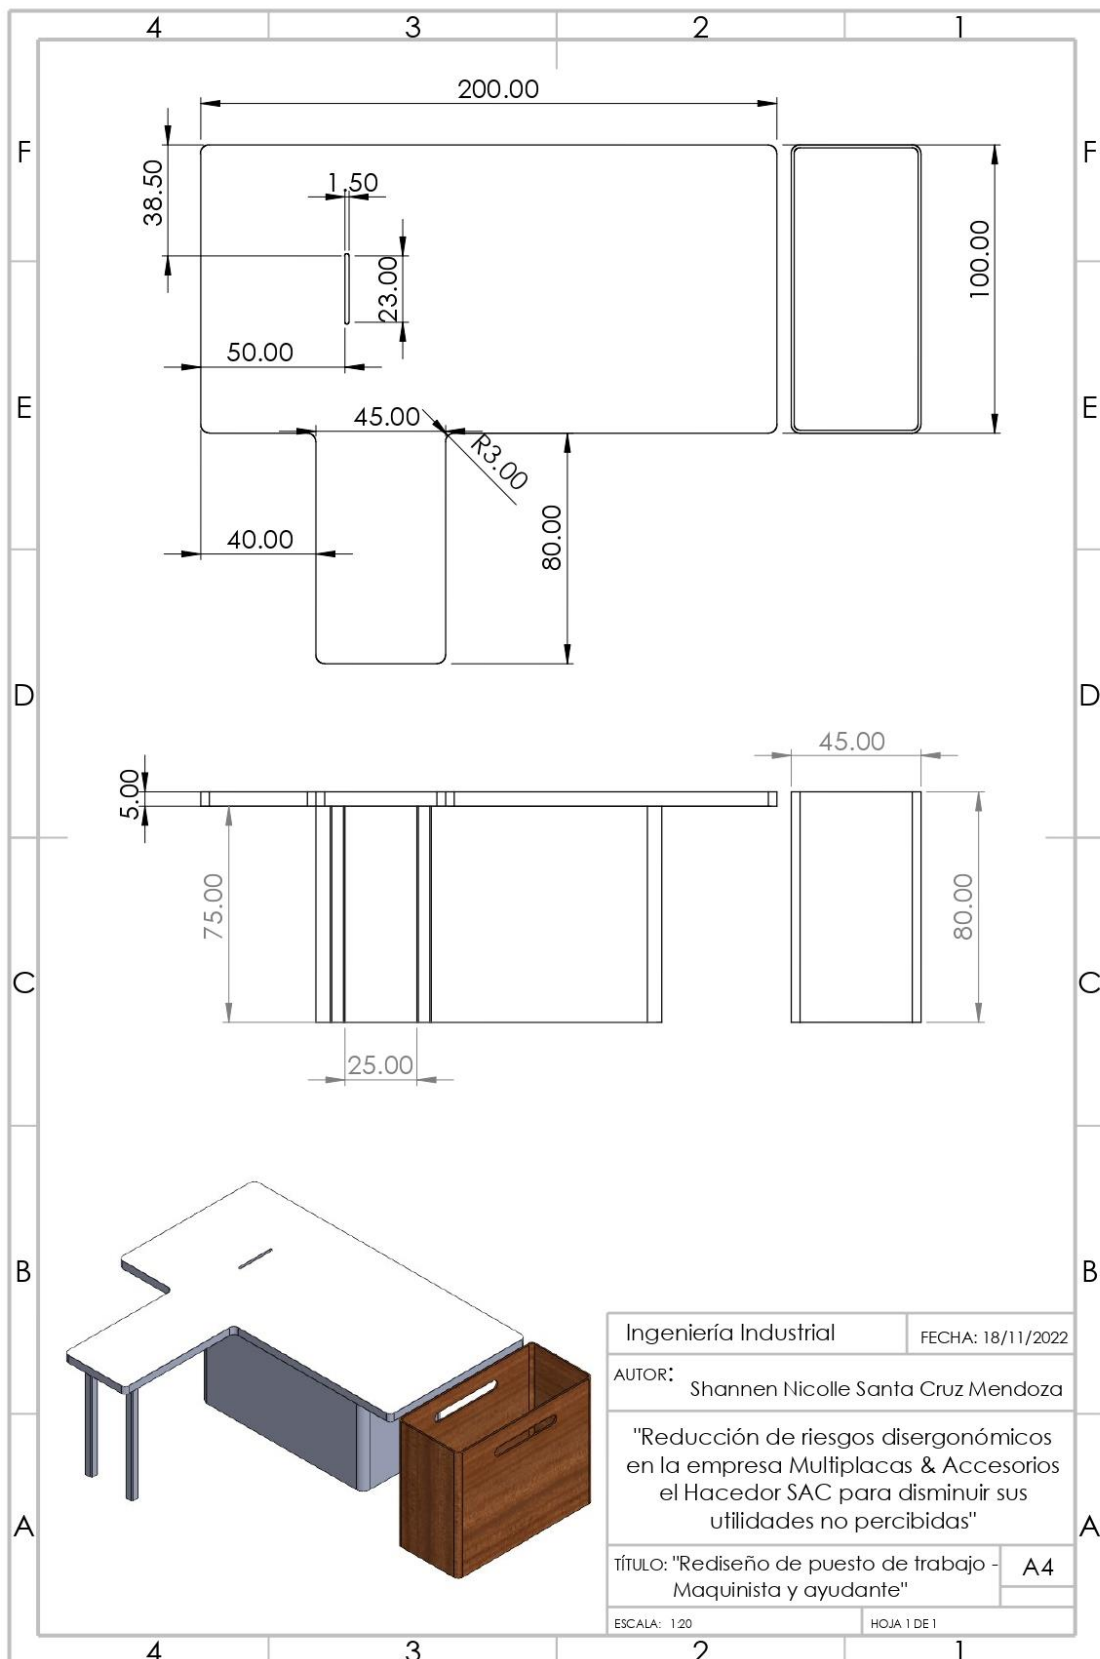 4 3 2 1
200.00
F F
38.50
1.50
100.00
23.00
50.00
E E
45.00
R3.00
40.00
80.00
D D
45.00
5.00
75.00
80.00
C C
25.00
B B
Ingeniería Industrial FECHA: 18/11/2022
AUTOR: Shannen Nicolle Santa Cruz Mendoza
"Reducción de riesgos disergonómicos
en la empresa Multiplacas & Accesorios
el Hacedor SAC para disminuir sus
utilidades no percibidas"
A A
TÍTULO: "Rediseño de puesto de trabajo - A4
Maquinista y ayudante"
ESCALA: 1:20 HOJA 1 DE 1
4 3 2 1